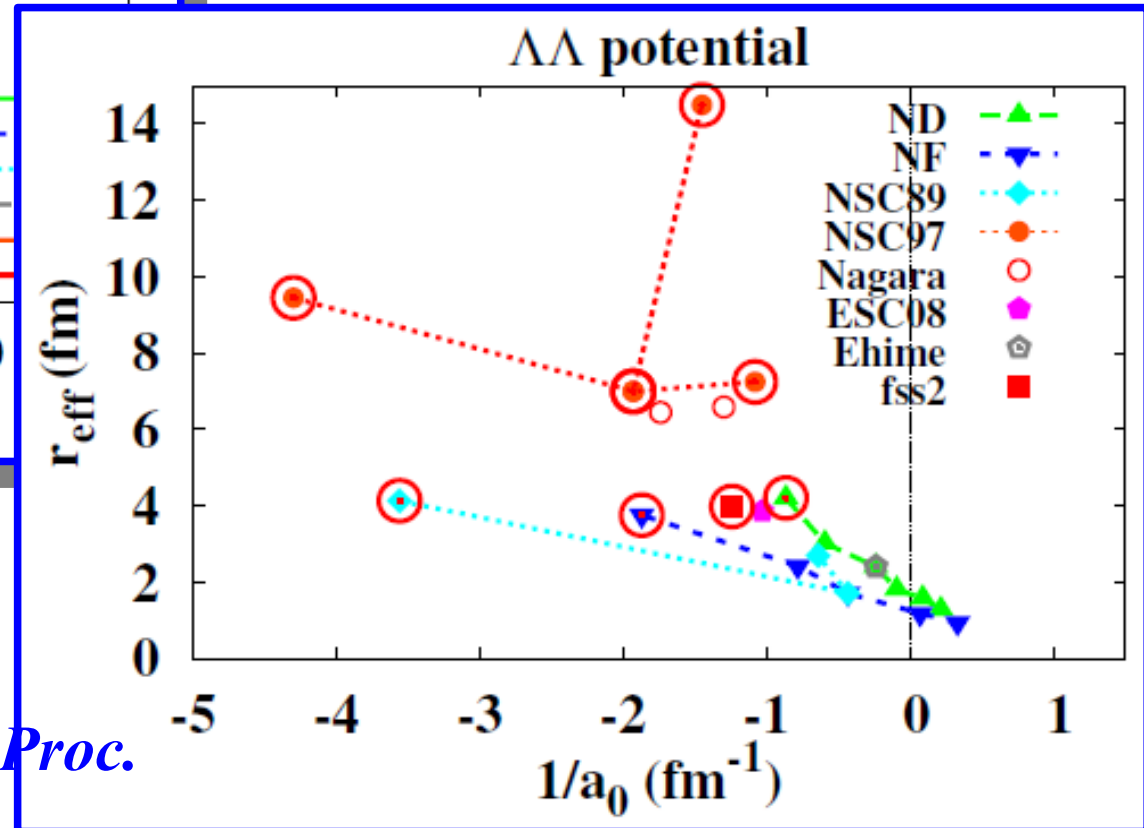 ΛΛ potential
r_eff (fm)
14
12
10
8
6
4
2
0
ND
NF
NSC89
NSC97
Nagara
ESC08
Ehime
fss2
-5 -4 -3 -2 -1 0 1
1/a₀ (fm⁻¹)
Proc.